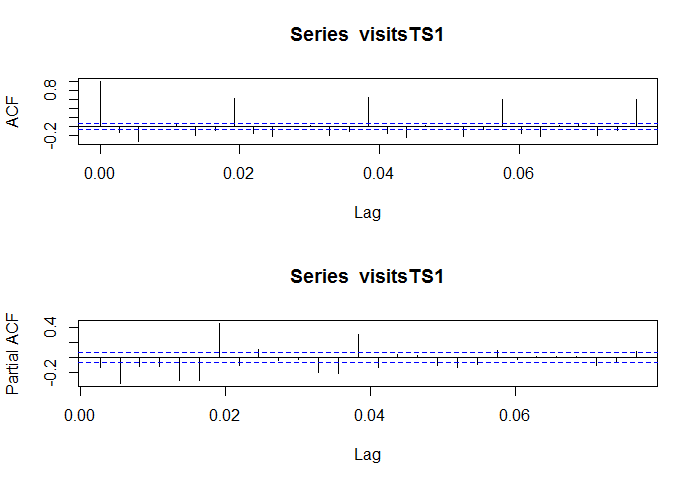 Series visitsTS1
ACF
0.8
-0.2
0.00 0.02 0.04 0.06
Lag
Series visitsTS1
Partial ACF
0.4
-0.2
0.00 0.02 0.04 0.06
Lag